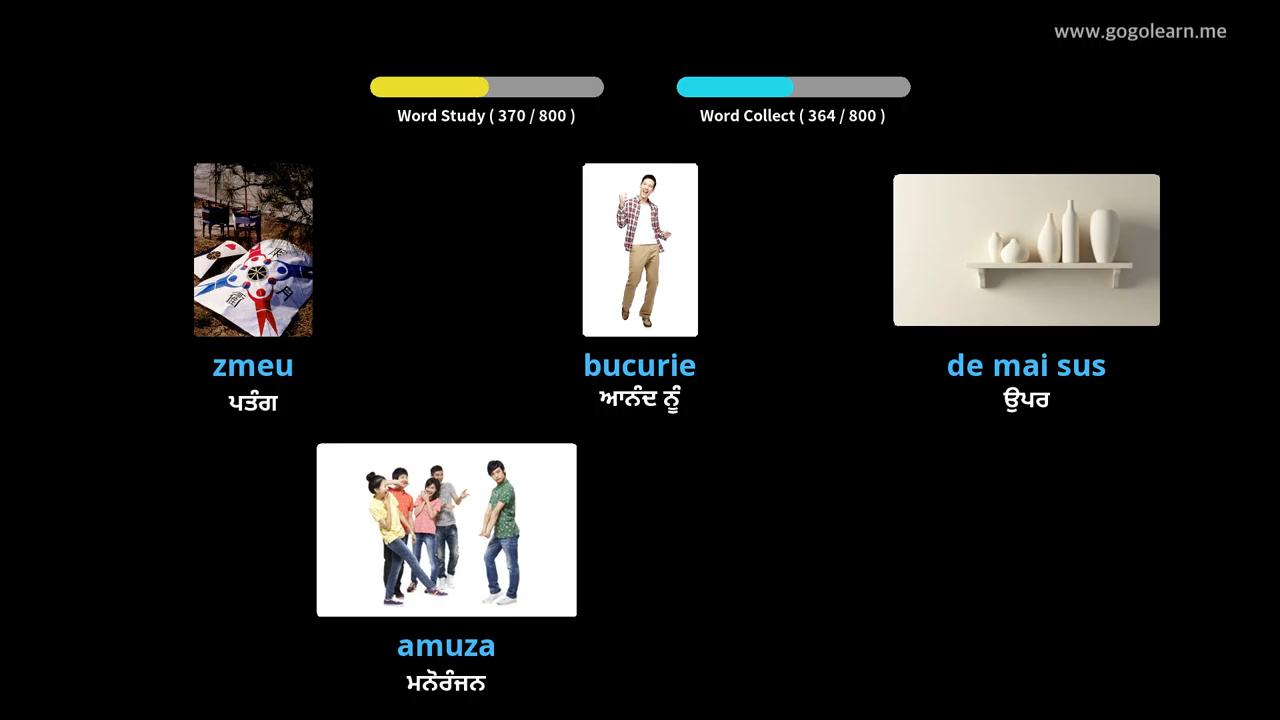 www.gogolearn.me
Word Study ( 370 / 800 )
Word Collect ( 364 / 800 )
zmeu
ਪਤੰਗ
bucurie
ਆਨੰਦ ਨੂੰ
de mai sus
ਉਪਰ
amuza
ਮਨੋਰੰਜਨ